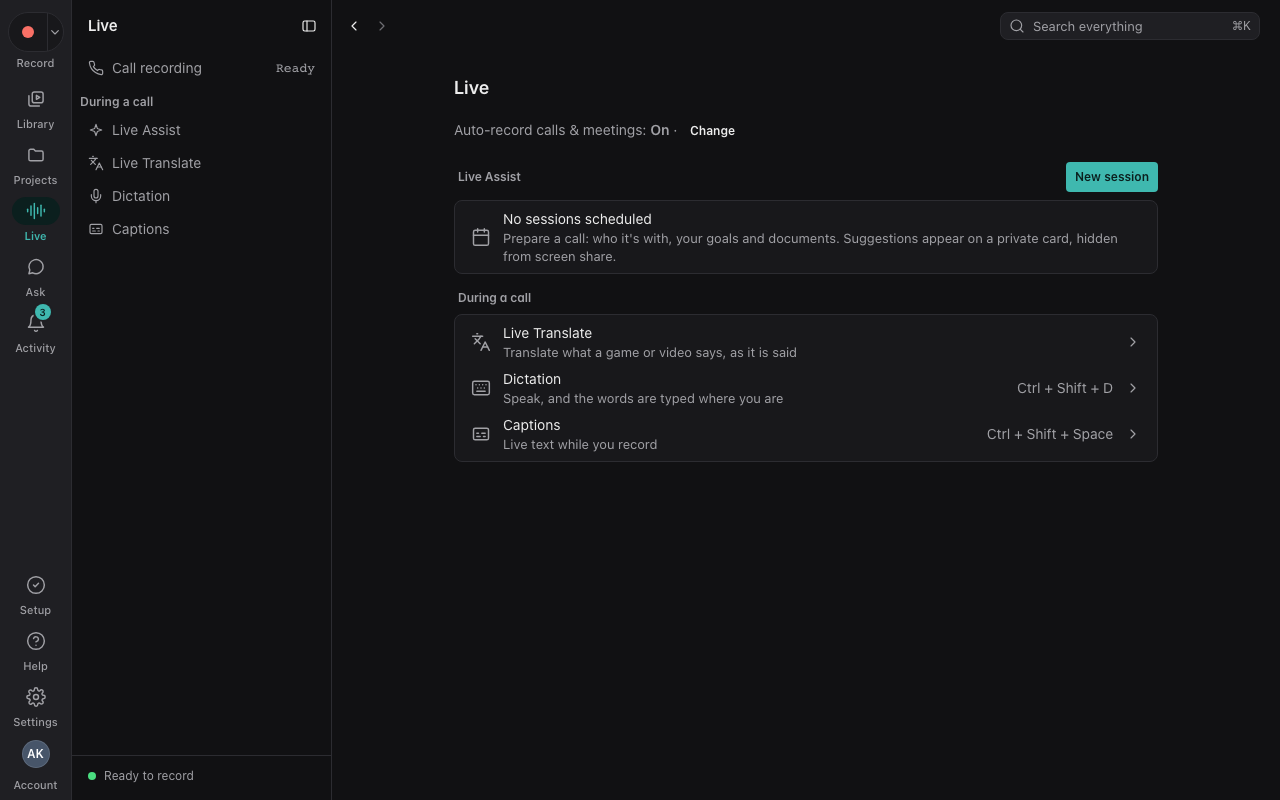 Record
Library
Projects
Live
Ask
3
Activity
Setup
Help
Settings
AK
Account
Live
Call recording Ready
During a call
Live Assist
Live Translate
Dictation
Captions
Ready to record
Search everything ⌘K
Live
Auto-record calls & meetings: On · Change
Live Assist New session
No sessions scheduled
Prepare a call: who it's with, your goals and documents. Suggestions appear on a private card, hidden
from screen share.
During a call
Live Translate
Translate what a game or video says, as it is said
Dictation
Speak, and the words are typed where you are
Ctrl + Shift + D
Captions
Live text while you record
Ctrl + Shift + Space